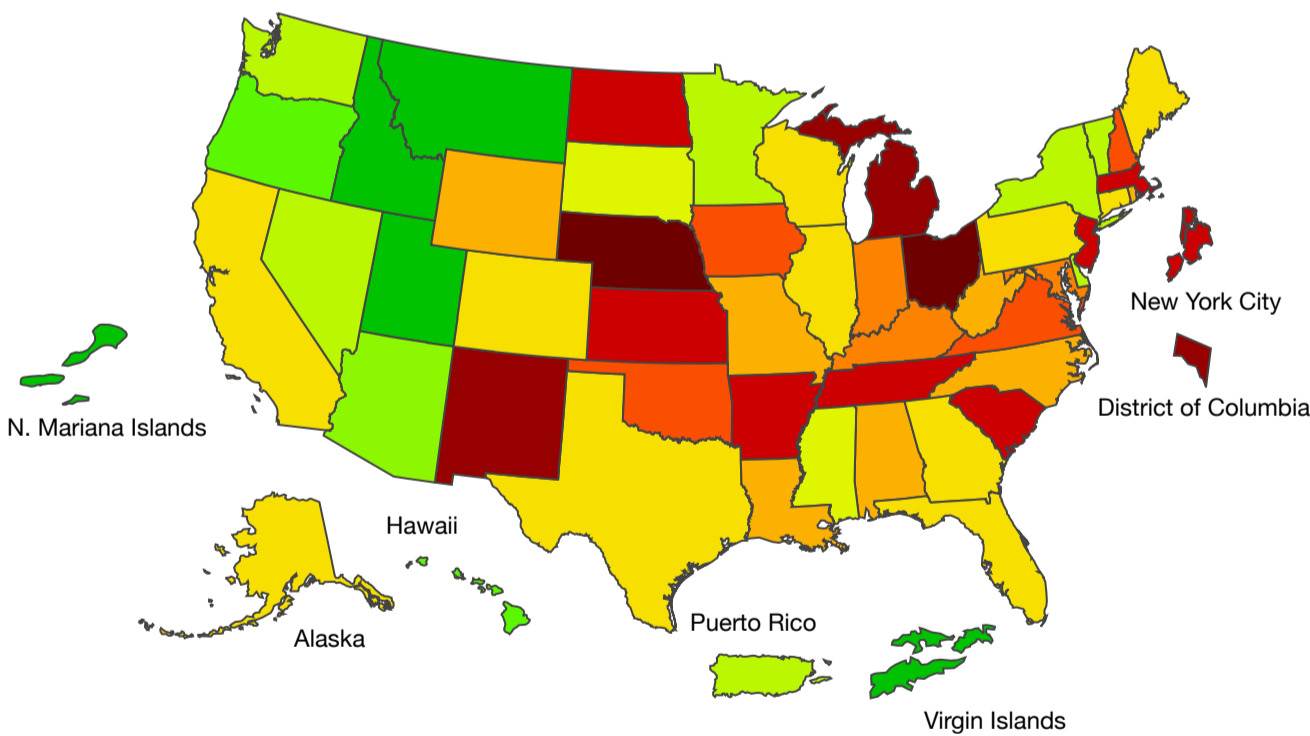 New York City
District of Columbia
N. Mariana Islands
Hawaii
Alaska
Puerto Rico
Virgin Islands